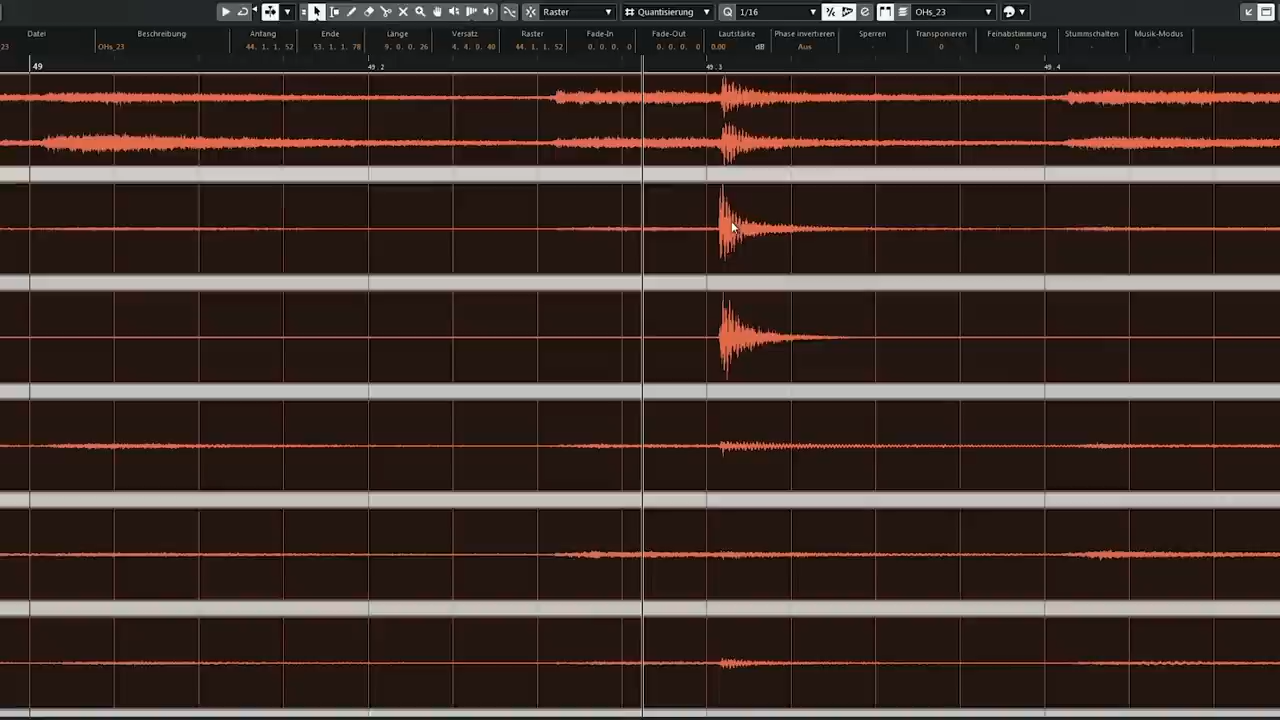 Raster Quantisierung Q 1/16 OHs_23
Datei Beschreibung Anfang Ende Länge Versatz Raster Fade-In Fade-Out Lautstärke Phase invertieren Sperren Transponieren Feinabstimmung Stummschalten Musik-Modus
23 OHs_23 44. 1. 1. 52 53. 1. 1. 78 9. 0. 0. 26 4. 4. 0. 40 44. 1. 1. 52 0. 0. 0. -0 0. 0. 0. 0 0.00 dB Aus - 0 0 - -
49 49. 2 49. 3 49. 4